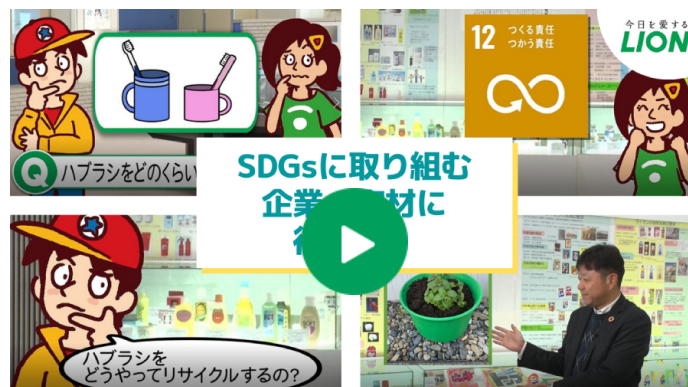 今日を愛する
LION
12 つくる責任
つかう責任
Q ハブラシをどのくらい
SDGsに取り組む
企業
材に
ハブラシを
どうやってリサイクルするの?